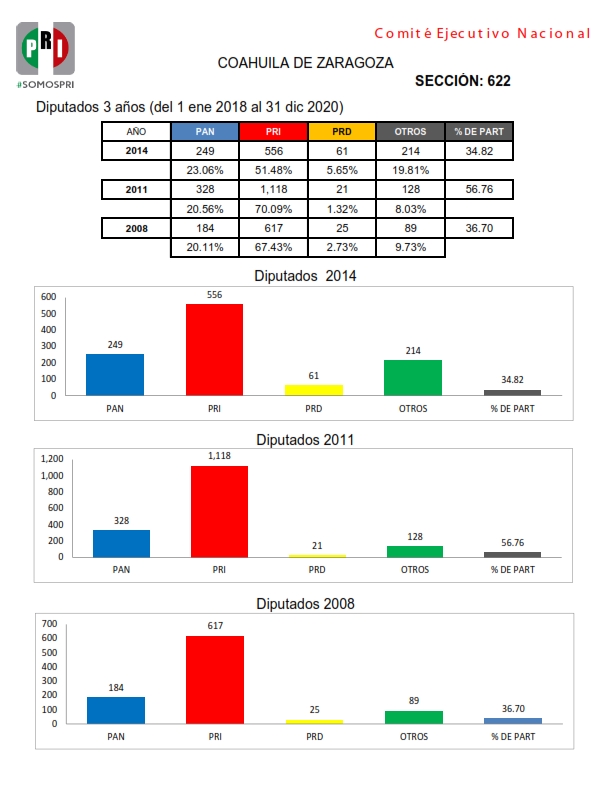 Comité Ejecutivo Nacional
PRI
#SOMOSPRI
COAHUILA DE ZARAGOZA
SECCIÓN: 622
Diputados 3 años (del 1 ene 2018 al 31 dic 2020)
AÑO PAN PRI PRD OTROS % DE PART
2014 249 556 61 214 34.82
23.06% 51.48% 5.65% 19.81%
2011 328 1,118 21 128 56.76
20.56% 70.09% 1.32% 8.03%
2008 184 617 25 89 36.70
20.11% 67.43% 2.73% 9.73%
Diputados 2014
600
500
400
300
200
100
0
249 556 61 214 34.82
PAN PRI PRD OTROS % DE PART
Diputados 2011
1,200
1,000
800
600
400
200
0
328 1,118 21 128 56.76
PAN PRI PRD OTROS % DE PART
Diputados 2008
700
600
500
400
300
200
100
0
184 617 25 89 36.70
PAN PRI PRD OTROS % DE PART